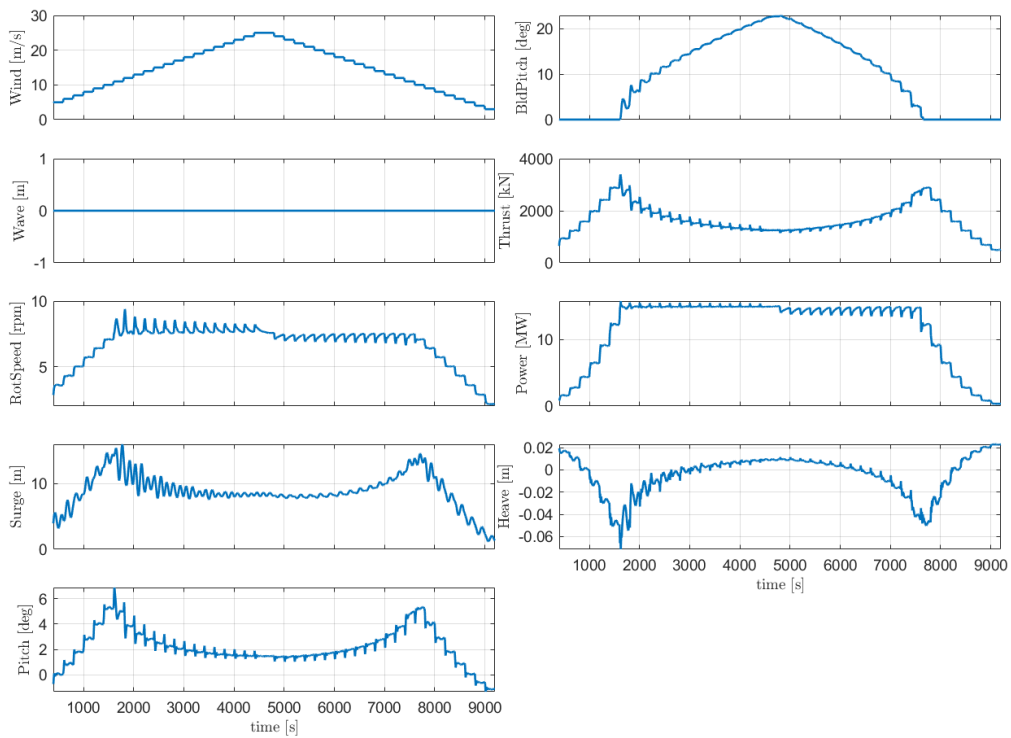 30
20
10
0
Wind [m/s]
20
10
0
BldPitch [deg]
1
0
-1
Wave [m]
4000
2000
0
Thrust [kN]
10
5
RotSpeed [rpm]
10
0
Power [MW]
10
0
Surge [m]
0.02
0
-0.02
-0.04
-0.06
Heave [m]
1000 2000 3000 4000 5000 6000 7000 8000 9000
time [s]
6
4
2
0
Pitch [deg]
1000 2000 3000 4000 5000 6000 7000 8000 9000
time [s]